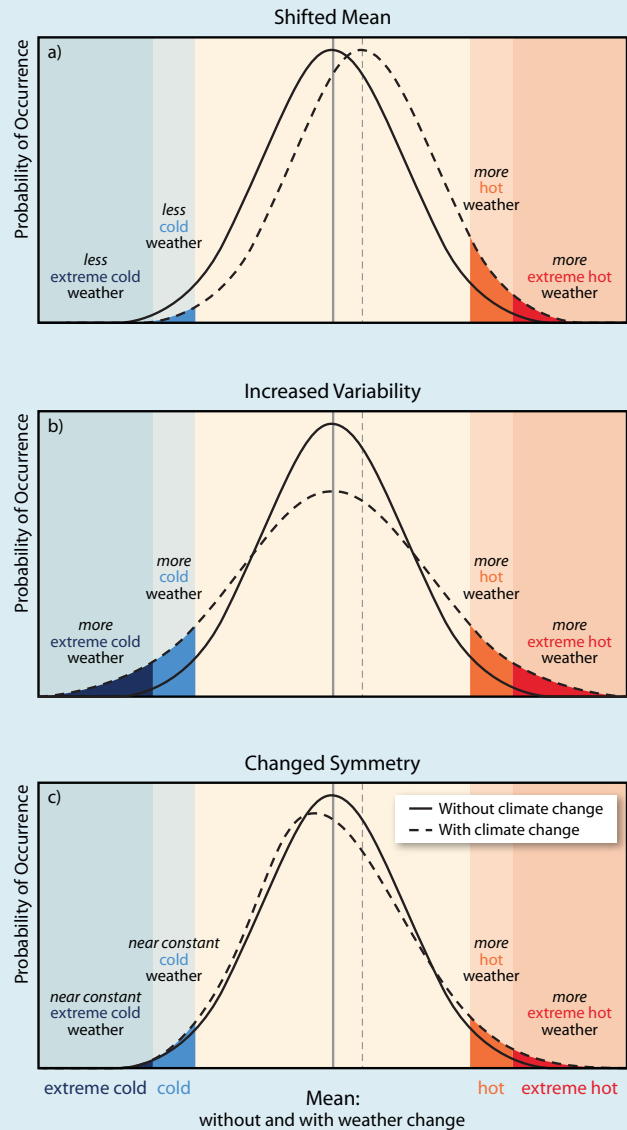 Shifted Mean
a)
Probability of Occurrence
less
extreme cold
weather
less
cold
weather
more
hot
weather
more
extreme hot
weather
Increased Variability
b)
Probability of Occurrence
more
extreme cold
weather
more
cold
weather
more
hot
weather
more
extreme hot
weather
Changed Symmetry
c)
Probability of Occurrence
Without climate change
With climate change
near constant
extreme cold
weather
near constant
cold
weather
more
hot
weather
more
extreme hot
weather
extreme cold
cold
hot
extreme hot
Mean:
without and with weather change